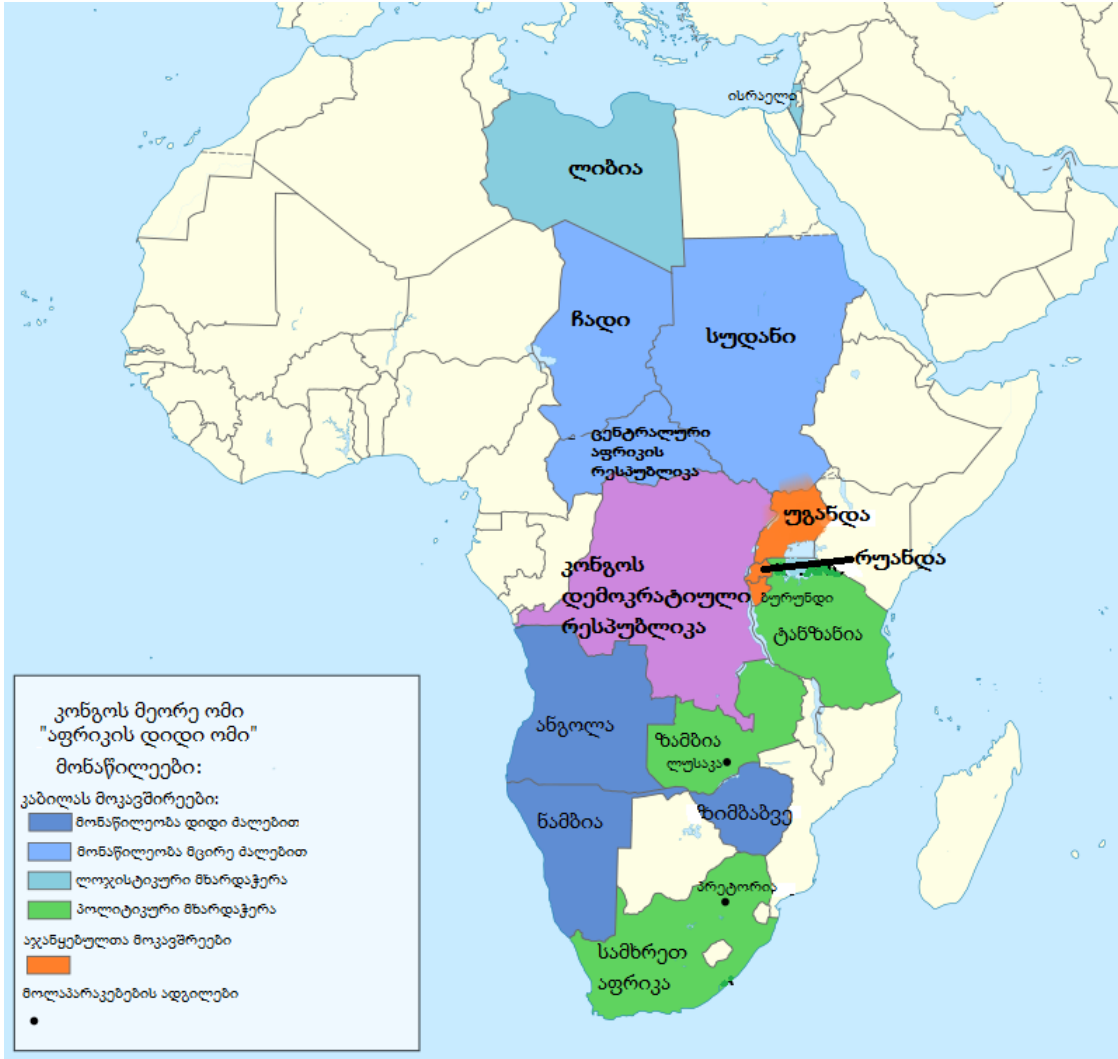 ისრაელი
ლიბია
ჩადი
სუდანი
ცენტრალური
აფრიკის
რესპუბლიკა
უგანდა
რუანდა
კონგოს
დემოკრატიული
რესპუბლიკა
ბურუნდი
ტანზანია
ანგოლა
ზამბია
ლუსაკა
ნამბია
ზიმბაბვე
პრეტორია
სამხრეთ
აფრიკა
კონგოს მეორე ომი
"აფრიკის დიდი ომი"
მონაწილეები:
კაბილას მოკავშირეები:
მონაწილეობა დიდი ძალებით
მონაწილეობა მცირე ძალებით
ლოჯისტიკური მხარდაჭერა
პოლიტიკური მხარდაჭერა
აჯანყებულთა მოკავშრეები
მოლაპარაკებების ადგილები